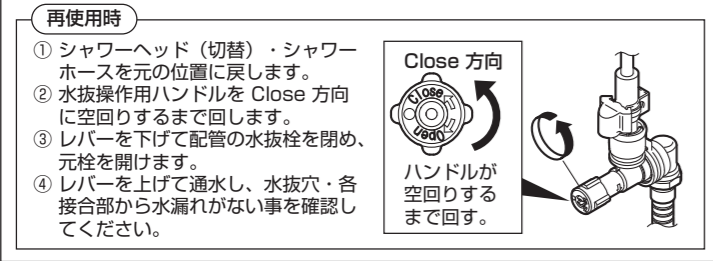 再使用時
① シャワーヘッド（切替）・シャワー
ホースを元の位置に戻します。
② 水抜操作用ハンドルを Close 方向
に空回りするまで回します。
③ レバーを下げて配管の水抜栓を閉め、
元栓を開けます。
④ レバーを上げて通水し、水抜穴・各
接合部から水漏れがない事を確認し
てください。
Close 方向
Close
Open
ハンドルが
空回りする
まで回す。